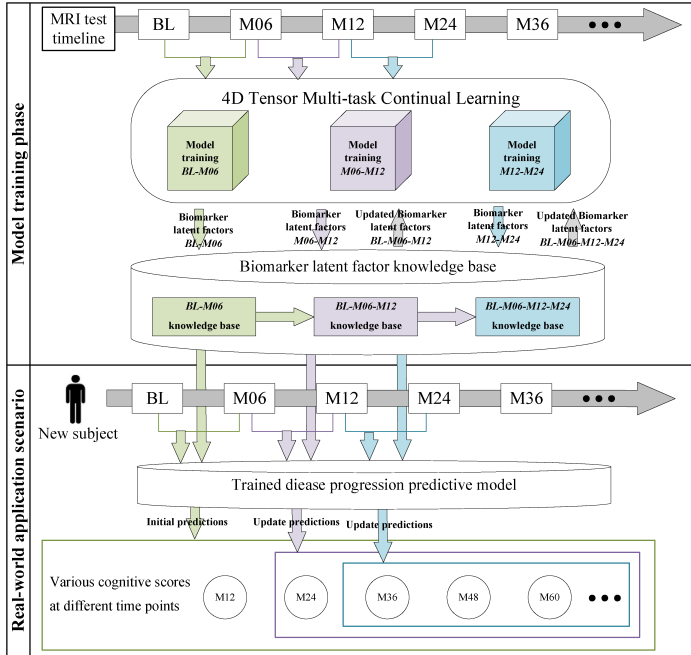 Model training phase
MRI test
timeline
BL
M06
M12
M24
M36
4D Tensor Multi-task Continual Learning
Model
training
BL-M06
Model
training
M06-M12
Model
training
M12-M24
Biomarker
latent factors
BL-M06
Biomarker
latent factors
M06-M12
Updated Biomarker
latent factors
BL-M06-M12
Biomarker
latent factors
M12-M24
Updated Biomarker
latent factors
BL-M06-M12-M24
Biomarker latent factor knowledge base
BL-M06
knowledge base
BL-M06-M12
knowledge base
BL-M06-M12-M24
knowledge base
Real-world application scenario
New subject
BL
M06
M12
M24
M36
Trained diease progression predictive model
Initial predictions
Update predictions
Update predictions
Various cognitive scores
at different time points
M12
M24
M36
M48
M60